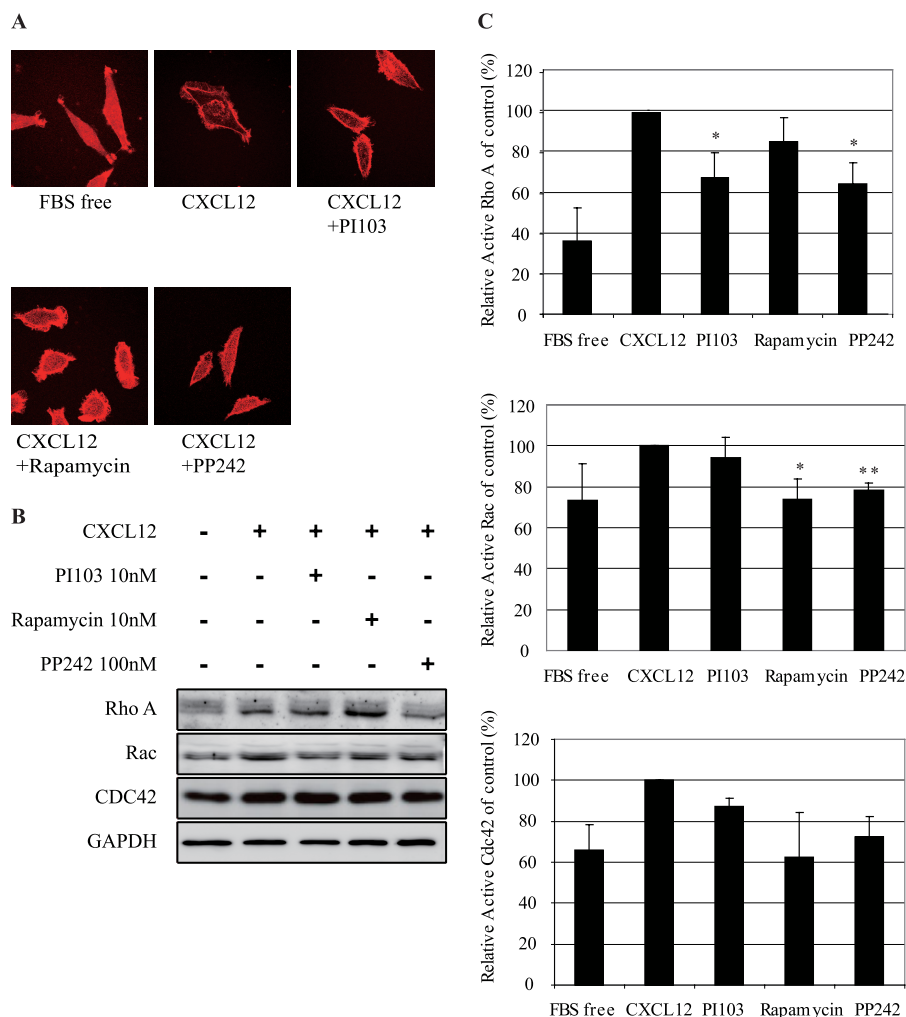 A
FBS free
CXCL12
CXCL12
+PI103
CXCL12
+Rapamycin
CXCL12
+PP242
B
CXCL12 - + + + +
PI103 10nM - - + - -
Rapamycin 10nM - - - + -
PP242 100nM - - - - +
Rho A
Rac
CDC42
GAPDH
C
Relative Active Rho A of control (%)
120
100
80
60
40
20
0
*
*
FBS free CXCL12 PI103 Rapamycin PP242
Relative Active Rac of control (%)
120
100
80
60
40
20
0
*
**
FBS free CXCL12 PI103 Rapamycin PP242
Relative Active Cdc42 of control (%)
120
100
80
60
40
20
0
FBS free CXCL12 PI103 Rapamycin PP242